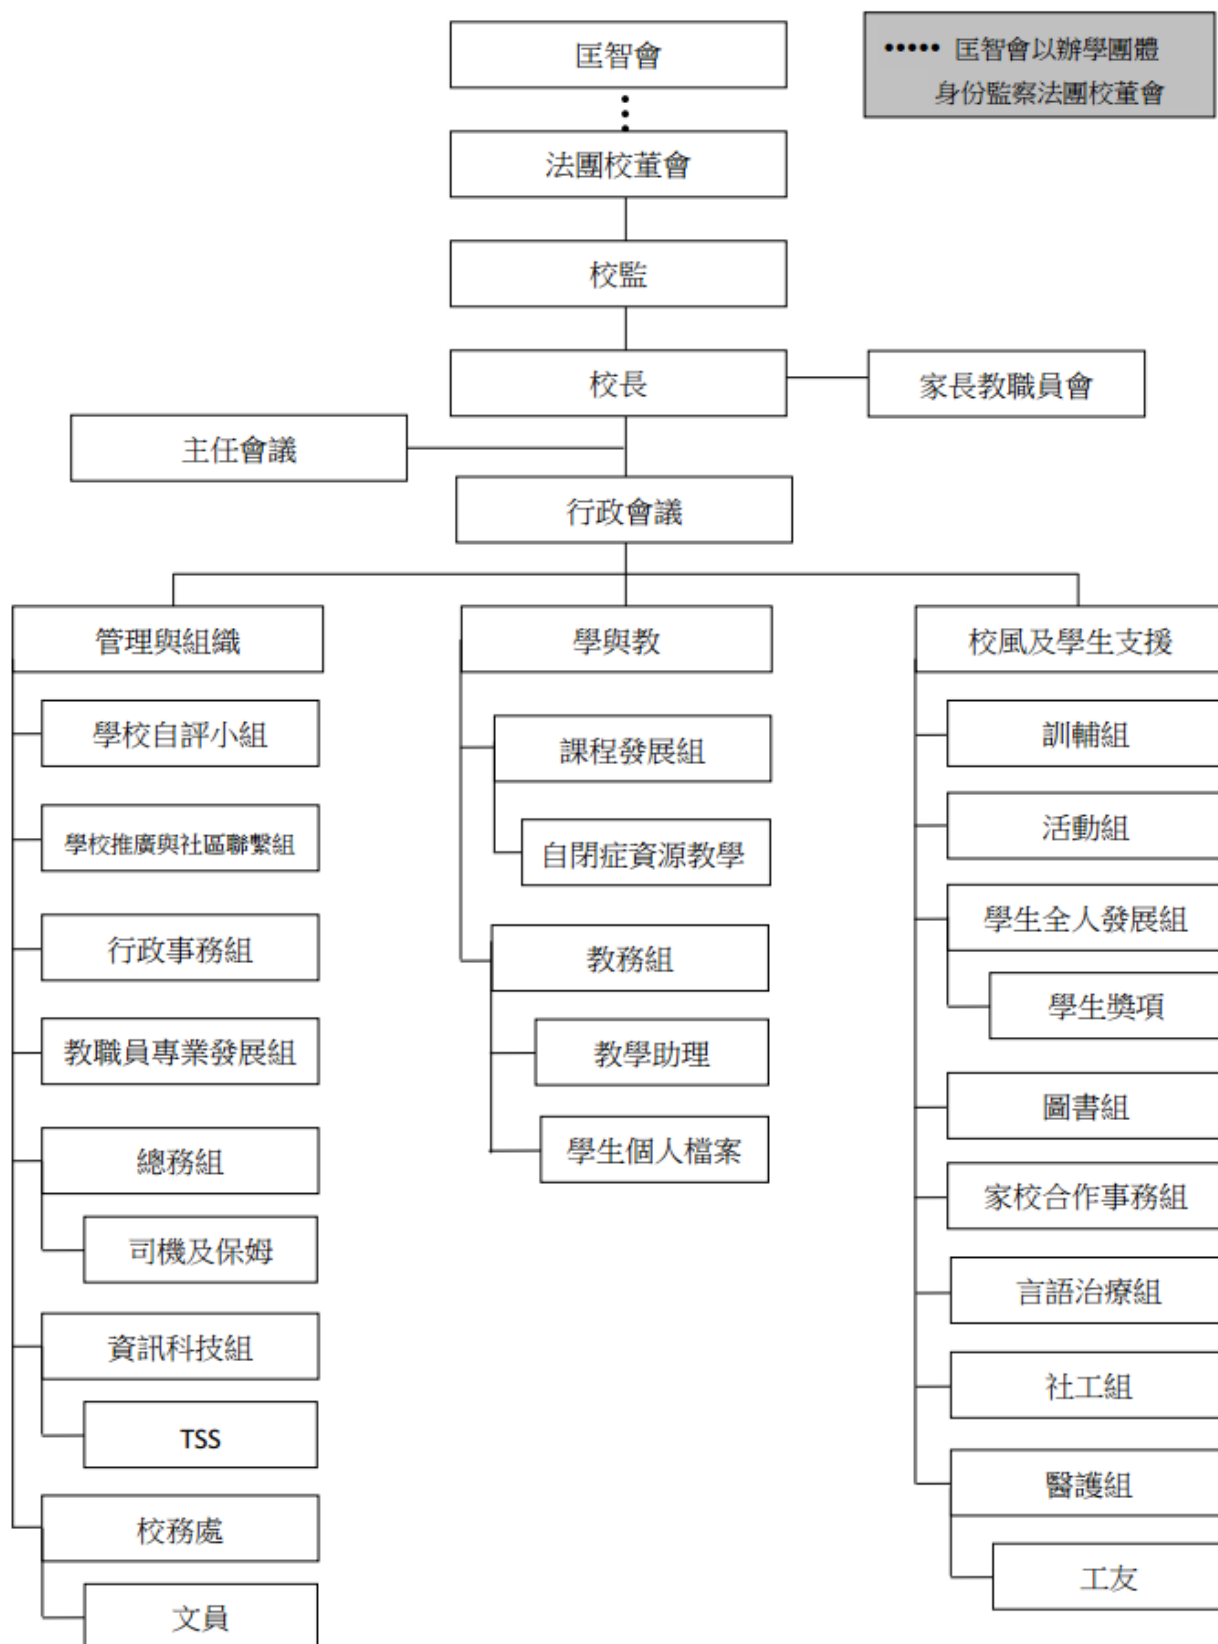 匡智會
••••• 匡智會以辦學團體
身份監察法團校董會
法團校董會
校監
校長
家長教職員會
主任會議
行政會議
管理與組織
學校自評小組
學校推廣與社區聯繫組
行政事務組
教職員專業發展組
總務組
司機及保姆
資訊科技組
TSS
校務處
文員
學與教
課程發展組
自閉症資源教學
教務組
教學助理
學生個人檔案
校風及學生支援
訓輔組
活動組
學生全人發展組
學生獎項
圖書組
家校合作事務組
言語治療組
社工組
醫護組
工友